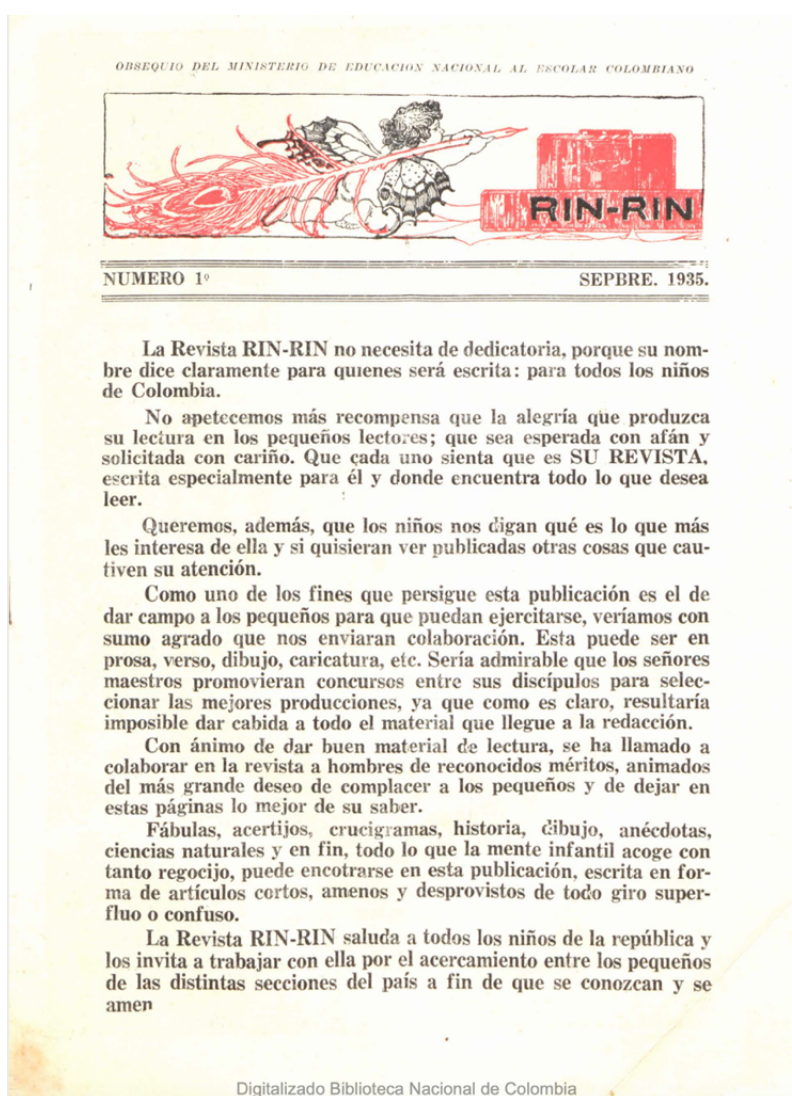 OBSEQUIO DEL MINISTERIO DE EDUCACION NACIONAL AL ESCOLAR COLOMBIANO
RIN-RIN
NUMERO 1º SEPBRE. 1935.
La Revista RIN-RIN no necesita de dedicatoria, porque su nom-
bre dice claramente para quienes será escrita: para todos los niños
de Colombia.
No apetecemos más recompensa que la alegría que produzca
su lectura en los pequeños lectores; que sea esperada con afán y
solicitada con cariño. Que cada uno sienta que es SU REVISTA,
escrita especialmente para él y donde encuentra todo lo que desea
leer.
Queremos, además, que los niños nos digan qué es lo que más
les interesa de ella y si quisieran ver publicadas otras cosas que cau-
tiven su atención.
Como uno de los fines que persigue esta publicación es el de
dar campo a los pequeños para que puedan ejercitarse, veríamos con
sumo agrado que nos enviaran colaboración. Esta puede ser en
prosa, verso, dibujo, caricatura, etc. Sería admirable que los señores
maestros promovieran concursos entre sus discípulos para selec-
cionar las mejores producciones, ya que como es claro, resultaría
imposible dar cabida a todo el material que llegue a la redacción.
Con ánimo de dar buen material de lectura, se ha llamado a
colaborar en la revista a hombres de reconocidos méritos, animados
del más grande deseo de complacer a los pequeños y de dejar en
estas páginas lo mejor de su saber.
Fábulas, acertijos, crucigramas, historia, dibujo, anécdotas,
ciencias naturales y en fin, todo lo que la mente infantil acoge con
tanto regocijo, puede encotrarse en esta publicación, escrita en for-
ma de artículos cortos, amenos y desprovistos de todo giro super-
fluo o confuso.
La Revista RIN-RIN saluda a todos los niños de la república y
los invita a trabajar con ella por el acercamiento entre los pequeños
de las distintas secciones del país a fin de que se conozcan y se
amen
Digitalizado Biblioteca Nacional de Colombia